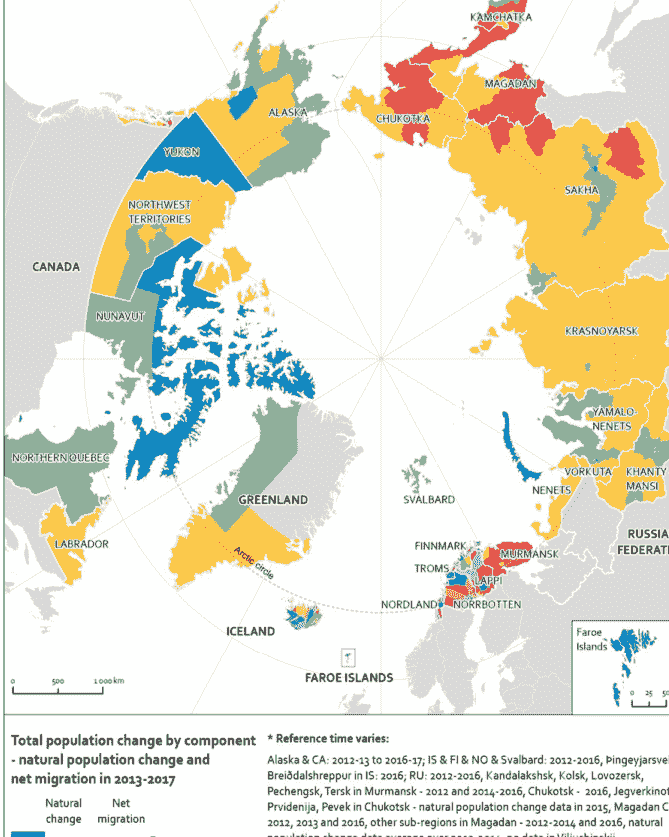 KAMCHATKA
MAGADAN
ALASKA
CHUKOTKA
YUKON
SAKHA
NORTHWEST
TERRITORIES
CANADA
NUNAVUT
KRASNOYARSK
YAMALO-
NENETS
NORTHERN QUEBEC
VORKUTA
KHANTY
MANSI
NENETS
SVALBARD
GREENLAND
RUSSIA
FEDERAT
LABRADOR
Arctic circle
FINNMARK
MURMANSK
TROMS
LAPPI
NORDLAND
NORRBOTTEN
ICELAND
Faroe
Islands
FAROE ISLANDS
0 500 1 000 km
0 25 50
Total population change by component
- natural population change and
net migration in 2013-2017
Natural
change
Net
migration
* Reference time varies:
Alaska & CA: 2012-13 to 2016-17; IS & FI & NO & Svalbard: 2012-2016, Þingeyjarsve
Breiðdalshreppur in IS: 2016; RU: 2012-2016, Kandalakshsk, Kolsk, Lovozersk,
Pechengsk, Tersk in Murmansk - 2012 and 2014-2016, Chukotsk - 2016, Jegverkinot
Prvidenija, Pevek in Chukotsk - natural population change data in 2015, Magadan C
2012, 2013 and 2016, other sub-regions in Magadan - 2012-2014 and 2016, natural